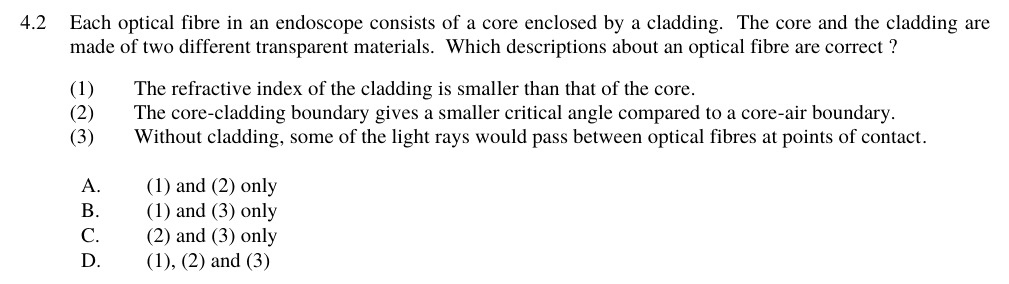 4.2 Each optical fibre in an endoscope consists of a core enclosed by a cladding. The core and the cladding are
made of two different transparent materials. Which descriptions about an optical fibre are correct ?
(1) The refractive index of the cladding is smaller than that of the core.
(2) The core-cladding boundary gives a smaller critical angle compared to a core-air boundary.
(3) Without cladding, some of the light rays would pass between optical fibres at points of contact.
A. (1) and (2) only
B. (1) and (3) only
C. (2) and (3) only
D. (1), (2) and (3)